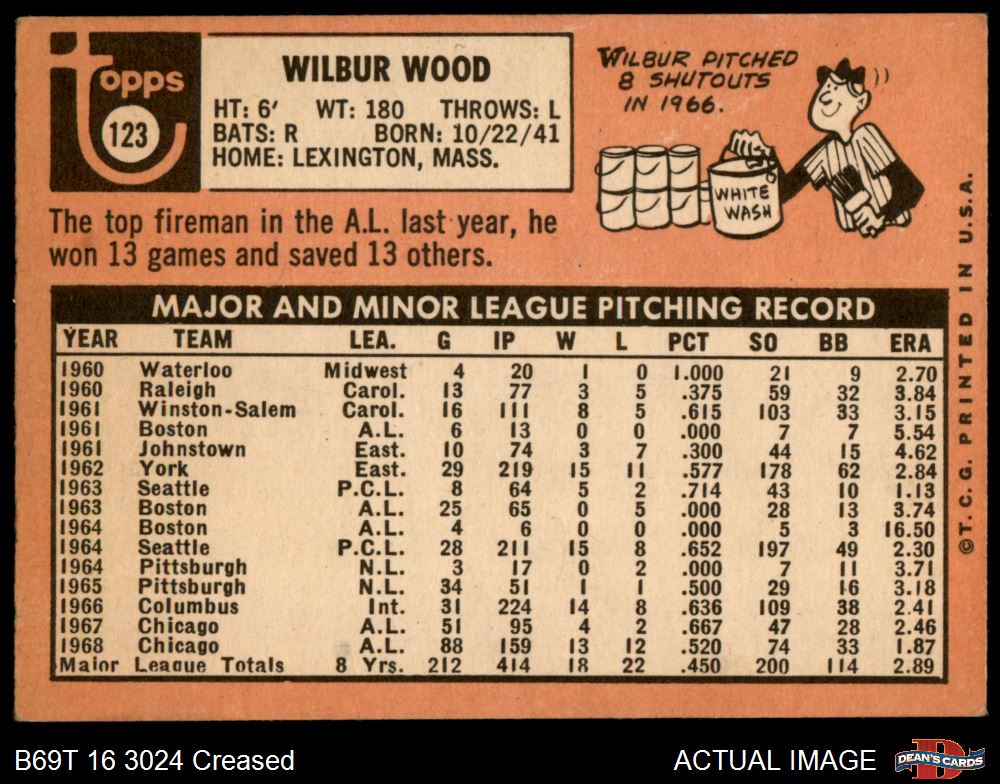 topps
123
WILBUR WOOD
HT: 6' WT: 180 THROWS: L
BATS: R BORN: 10/22/41
HOME: LEXINGTON, MASS.
WILBUR PITCHED
8 SHUTOUTS
IN 1966.
WHITE
WASH
The top fireman in the A.L. last year, he
won 13 games and saved 13 others.
MAJOR AND MINOR LEAGUE PITCHING RECORD
YEAR TEAM LEA. G IP W L PCT SO BB ERA
1960 Waterloo Midwest 4 20 1 0 1.000 21 9 2.70
1960 Raleigh Carol. 13 77 3 5 .375 59 32 3.84
1961 Winston-Salem Carol. 16 111 8 5 .615 103 33 3.15
1961 Boston A.L. 6 13 0 0 .000 7 7 5.54
1961 Johnstown East. 10 74 3 7 .300 44 15 4.62
1962 York East. 29 219 15 11 .577 178 62 2.84
1963 Seattle P.C.L. 8 64 5 2 .714 43 10 1.13
1963 Boston A.L. 25 65 0 5 .000 28 13 3.74
1964 Boston A.L. 4 6 0 0 .000 5 3 16.50
1964 Seattle P.C.L. 28 211 15 8 .652 197 49 2.30
1964 Pittsburgh N.L. 3 17 0 2 .000 7 11 3.71
1965 Pittsburgh N.L. 34 51 1 1 .500 29 16 3.18
1966 Columbus Int. 31 224 14 8 .636 109 38 2.41
1967 Chicago A.L. 51 95 4 2 .667 47 28 2.46
1968 Chicago A.L. 88 159 13 12 .520 74 33 1.87
Major League Totals 8 Yrs. 212 414 18 22 .450 200 114 2.89
©T.C.G. PRINTED IN U.S.A.
B69T 16 3024 Creased
ACTUAL IMAGE
DEAN'S CARDS